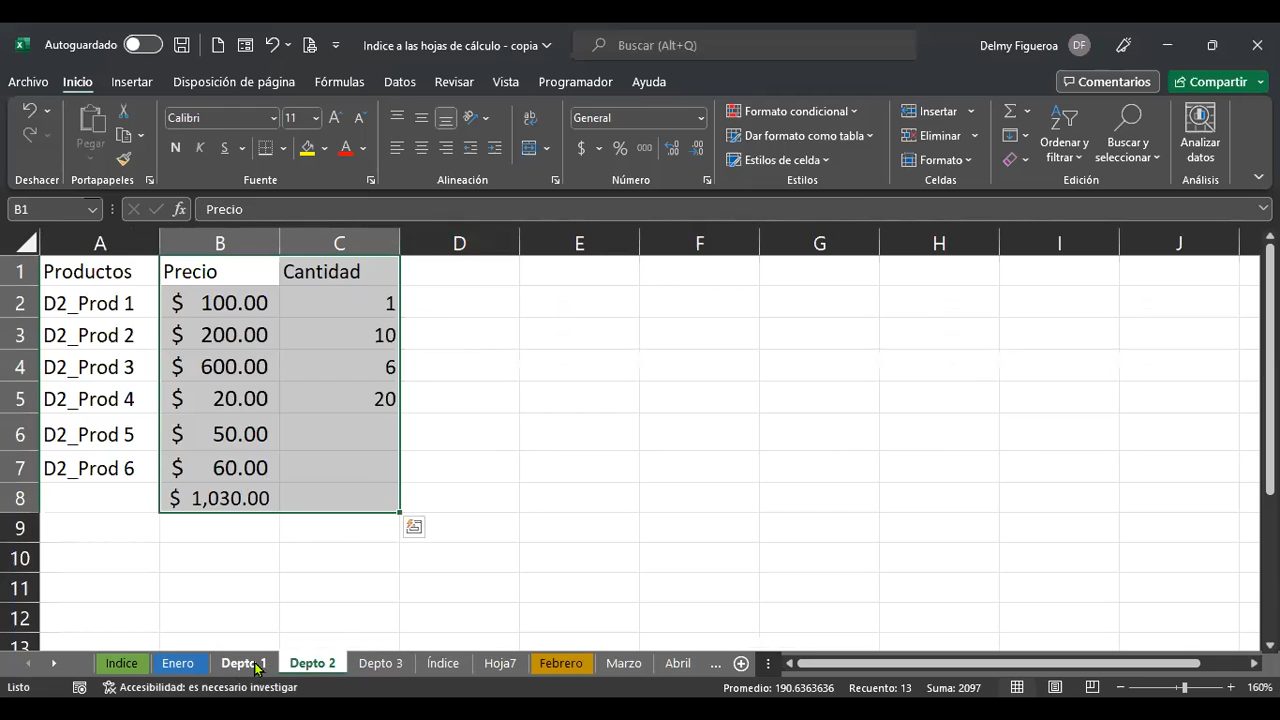 Autoguardado Indice a las hojas de cálculo - copia Buscar (Alt+Q) Delmy Figueroa DF
Archivo Inicio Insertar Disposición de página Fórmulas Datos Revisar Vista Programador Ayuda Comentarios Compartir
Pegar
Calibri 11
N K S
General
$ % 000
Formato condicional
Dar formato como tabla
Estilos de celda
Insertar
Eliminar
Formato
Ordenar y filtrar
Buscar y seleccionar
Analizar datos
Deshacer Portapapeles Fuente Alineación Número Estilos Celdas Edición Análisis
B1 fx Precio
A B C D E F G H I J
1 Productos Precio Cantidad
2 D2_Prod 1 $ 100.00 1
3 D2_Prod 2 $ 200.00 10
4 D2_Prod 3 $ 600.00 6
5 D2_Prod 4 $ 20.00 20
6 D2_Prod 5 $ 50.00
7 D2_Prod 6 $ 60.00
8 $ 1,030.00
9
10
11
12
13
Indice Enero Depto 1 Depto 2 Depto 3 Índice Hoja7 Febrero Marzo Abril ...
Listo Accesibilidad: es necesario investigar Promedio: 190.6363636 Recuento: 13 Suma: 2097 160%